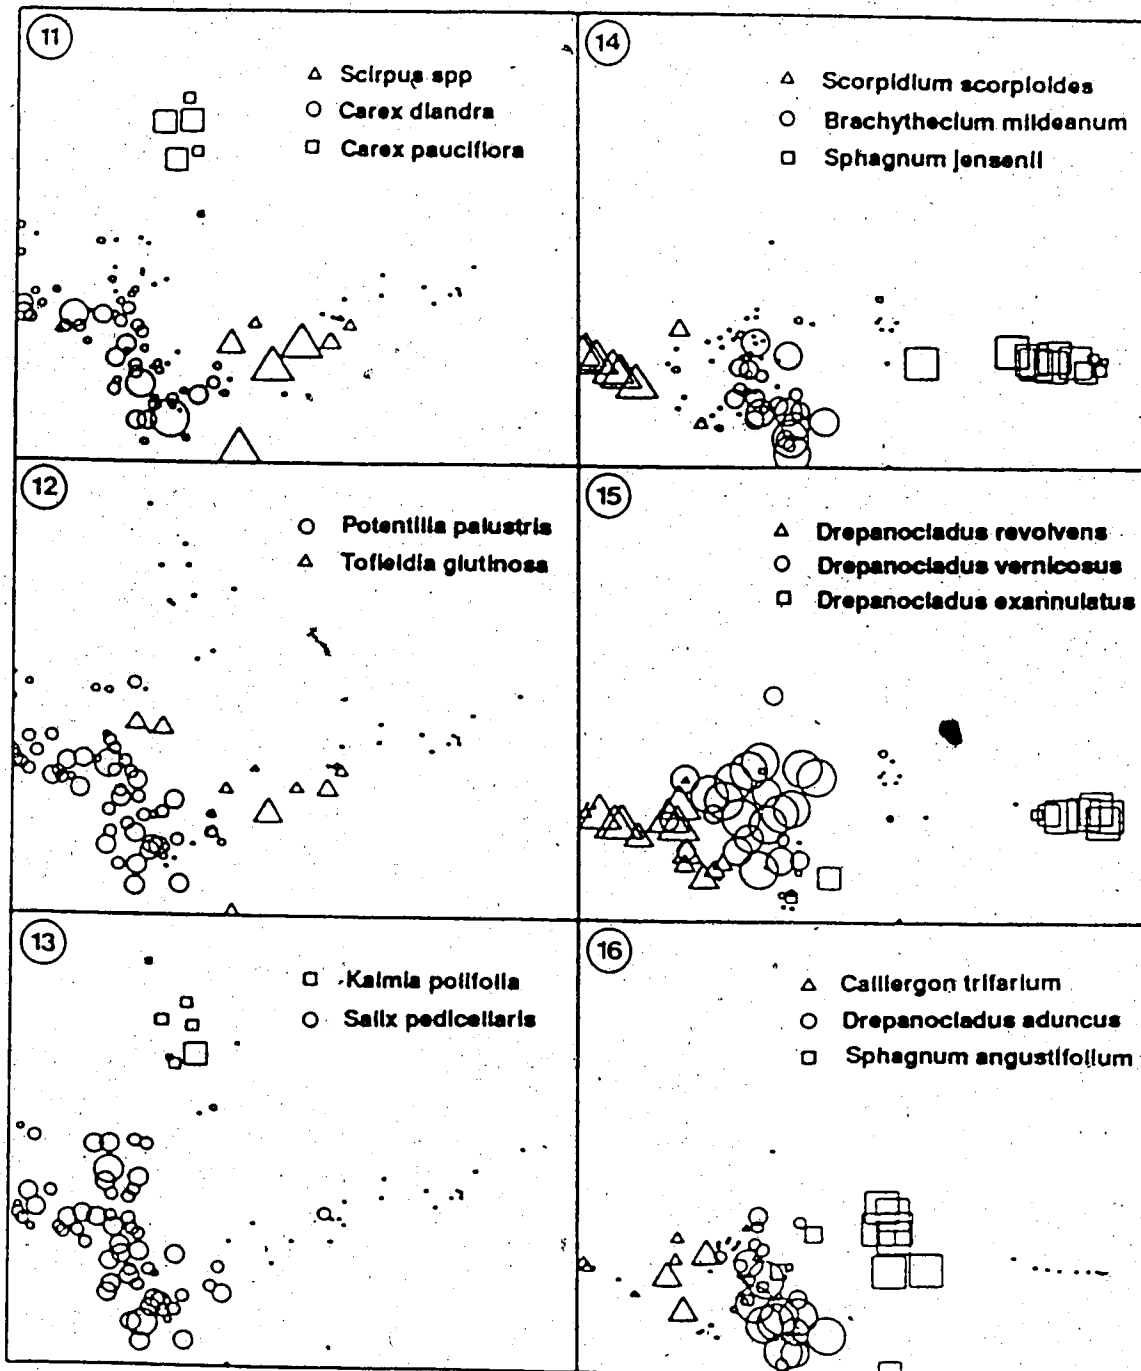 11
Scirpus spp
Carex diandra
Carex pauciflora
14
Scorpidium scorpioides
Brachythecium mildeanum
Sphagnum jensenii
12
Potentilla palustris
Tofieldia glutinosa
15
Drepanocladus revolvens
Drepanocladus vernicosus
Drepanocladus exannulatus
13
Kalmia polifolia
Salix pedicellaris
16
Calliergon trifarium
Drepanocladus aduncus
Sphagnum angustifolium